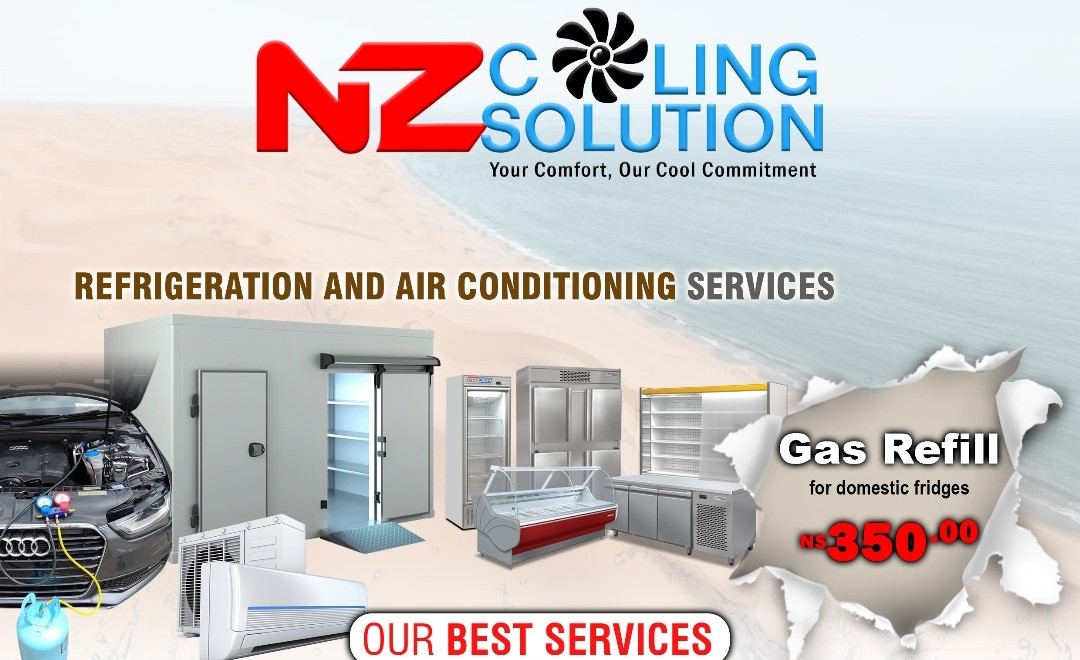 NZ COOLING
SOLUTION
Your Comfort, Our Cool Commitment
REFRIGERATION AND AIR CONDITIONING SERVICES
Gas Refill
for domestic fridges
N$350.00
OUR BEST SERVICES